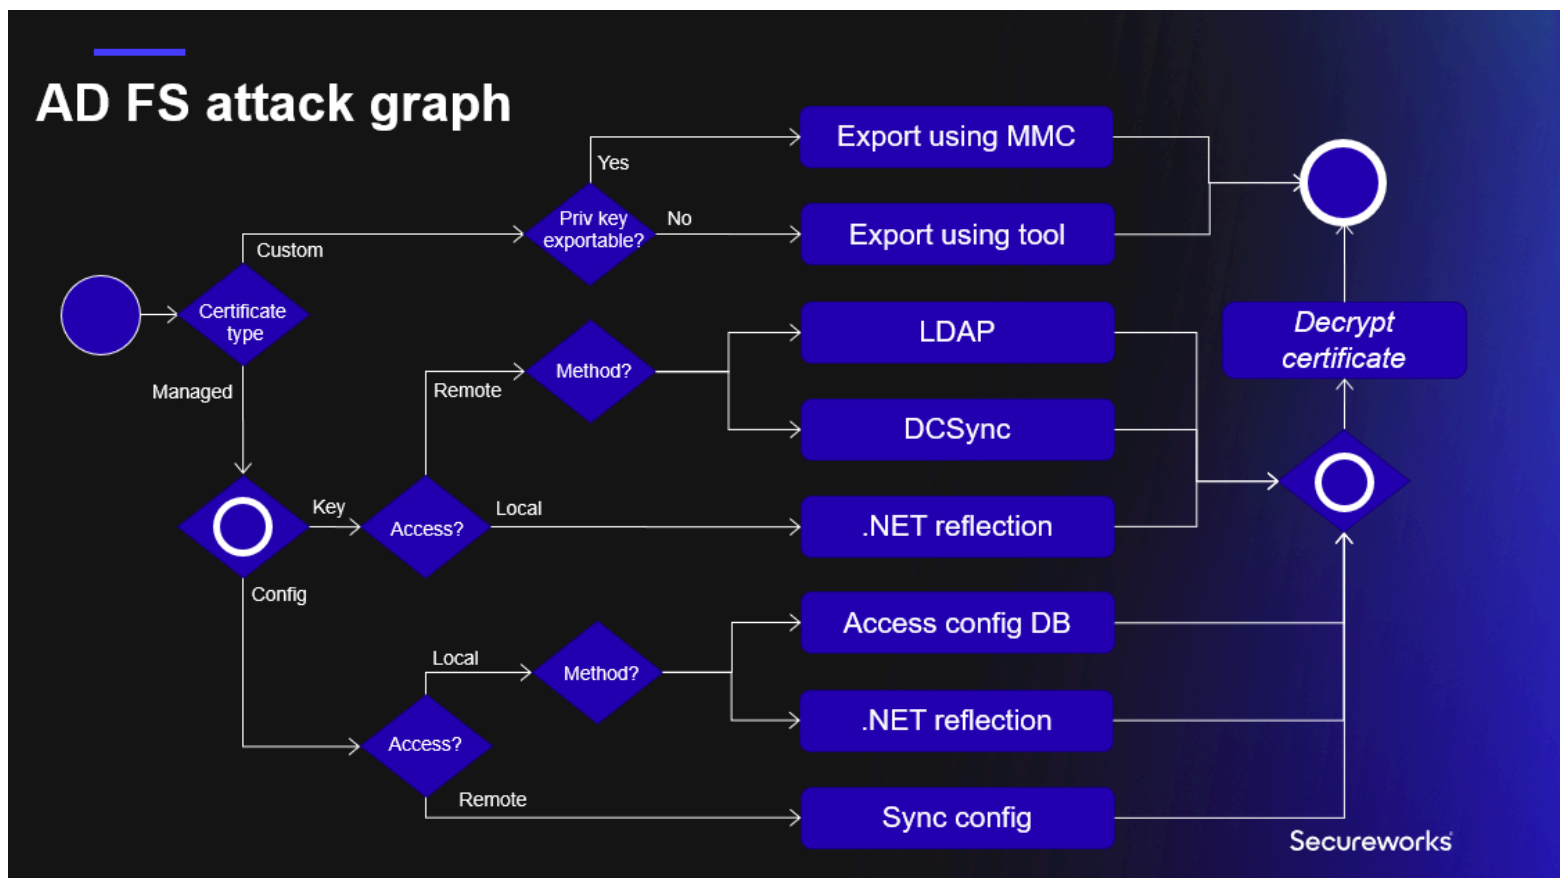 AD FS attack graph
Export using MMC
Yes
Priv key
exportable?
No
Export using tool
Custom
Certificate
type
LDAP
Decrypt
certificate
Method?
Remote
Managed
DCSync
Key
Access?
Local
.NET reflection
Config
Access config DB
Local
Method?
.NET reflection
Access?
Remote
Sync config
Secureworks